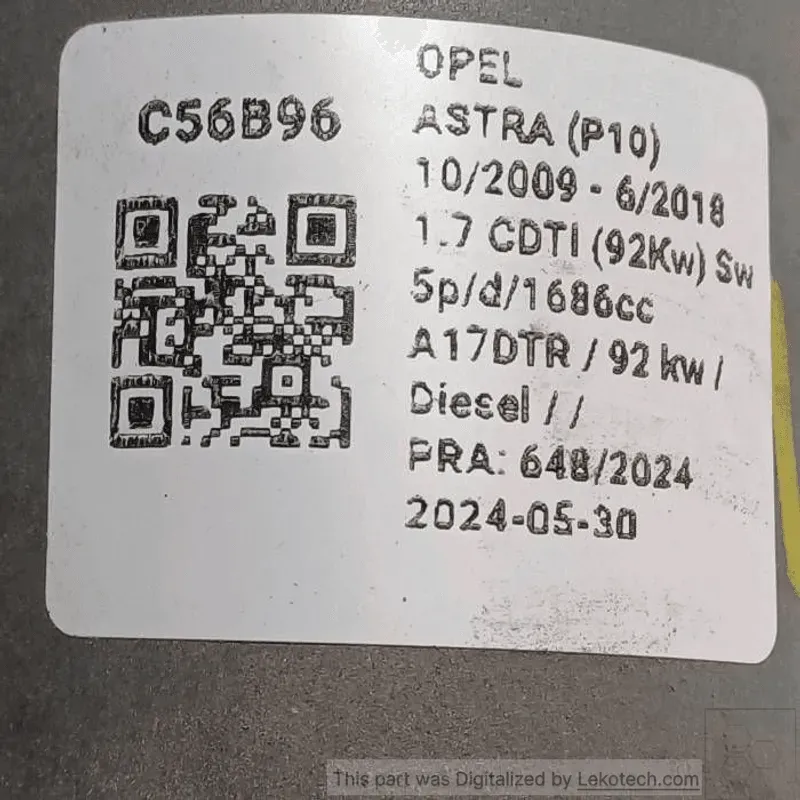 C56B96
OPEL
ASTRA (P10)
10/2009 - 6/2018
1.7 CDTI (92Kw) Sw
5p/d/1686cc
A17DTR / 92 kw /
Diesel / /
PRA: 648/2024
2024-05-30
This part was Digitalized by Lekotech.com